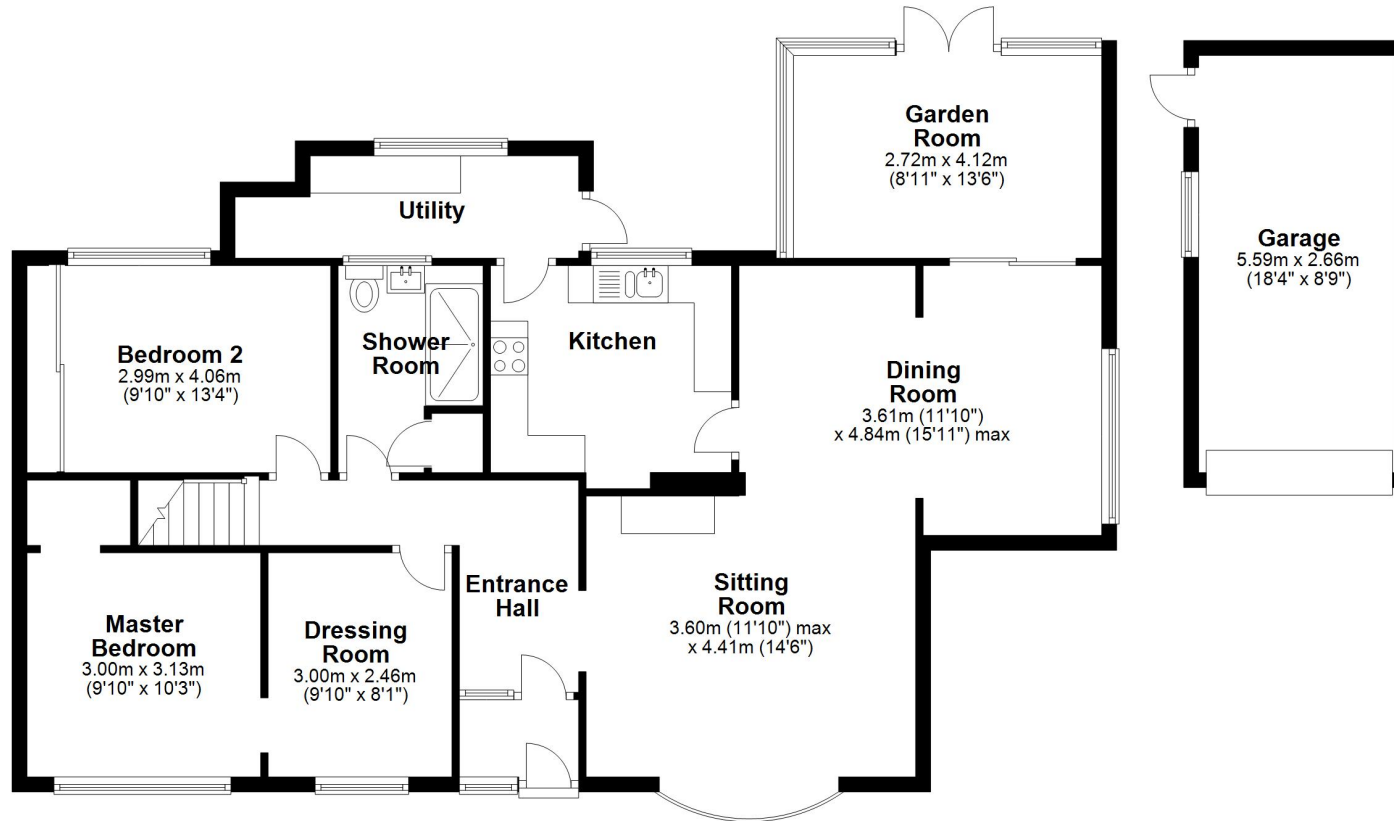 Garden
Room
2.72m x 4.12m
(8'11" x 13'6")
Utility
Garage
5.59m x 2.66m
(18'4" x 8'9")
Bedroom 2
2.99m x 4.06m
(9'10" x 13'4")
Shower
Room
Kitchen
Dining
Room
3.61m (11'10")
x 4.84m (15'11") max
Master
Bedroom
3.00m x 3.13m
(9'10" x 10'3")
Dressing
Room
3.00m x 2.46m
(9'10" x 8'1")
Entrance
Hall
Sitting
Room
3.60m (11'10") max
x 4.41m (14'6")